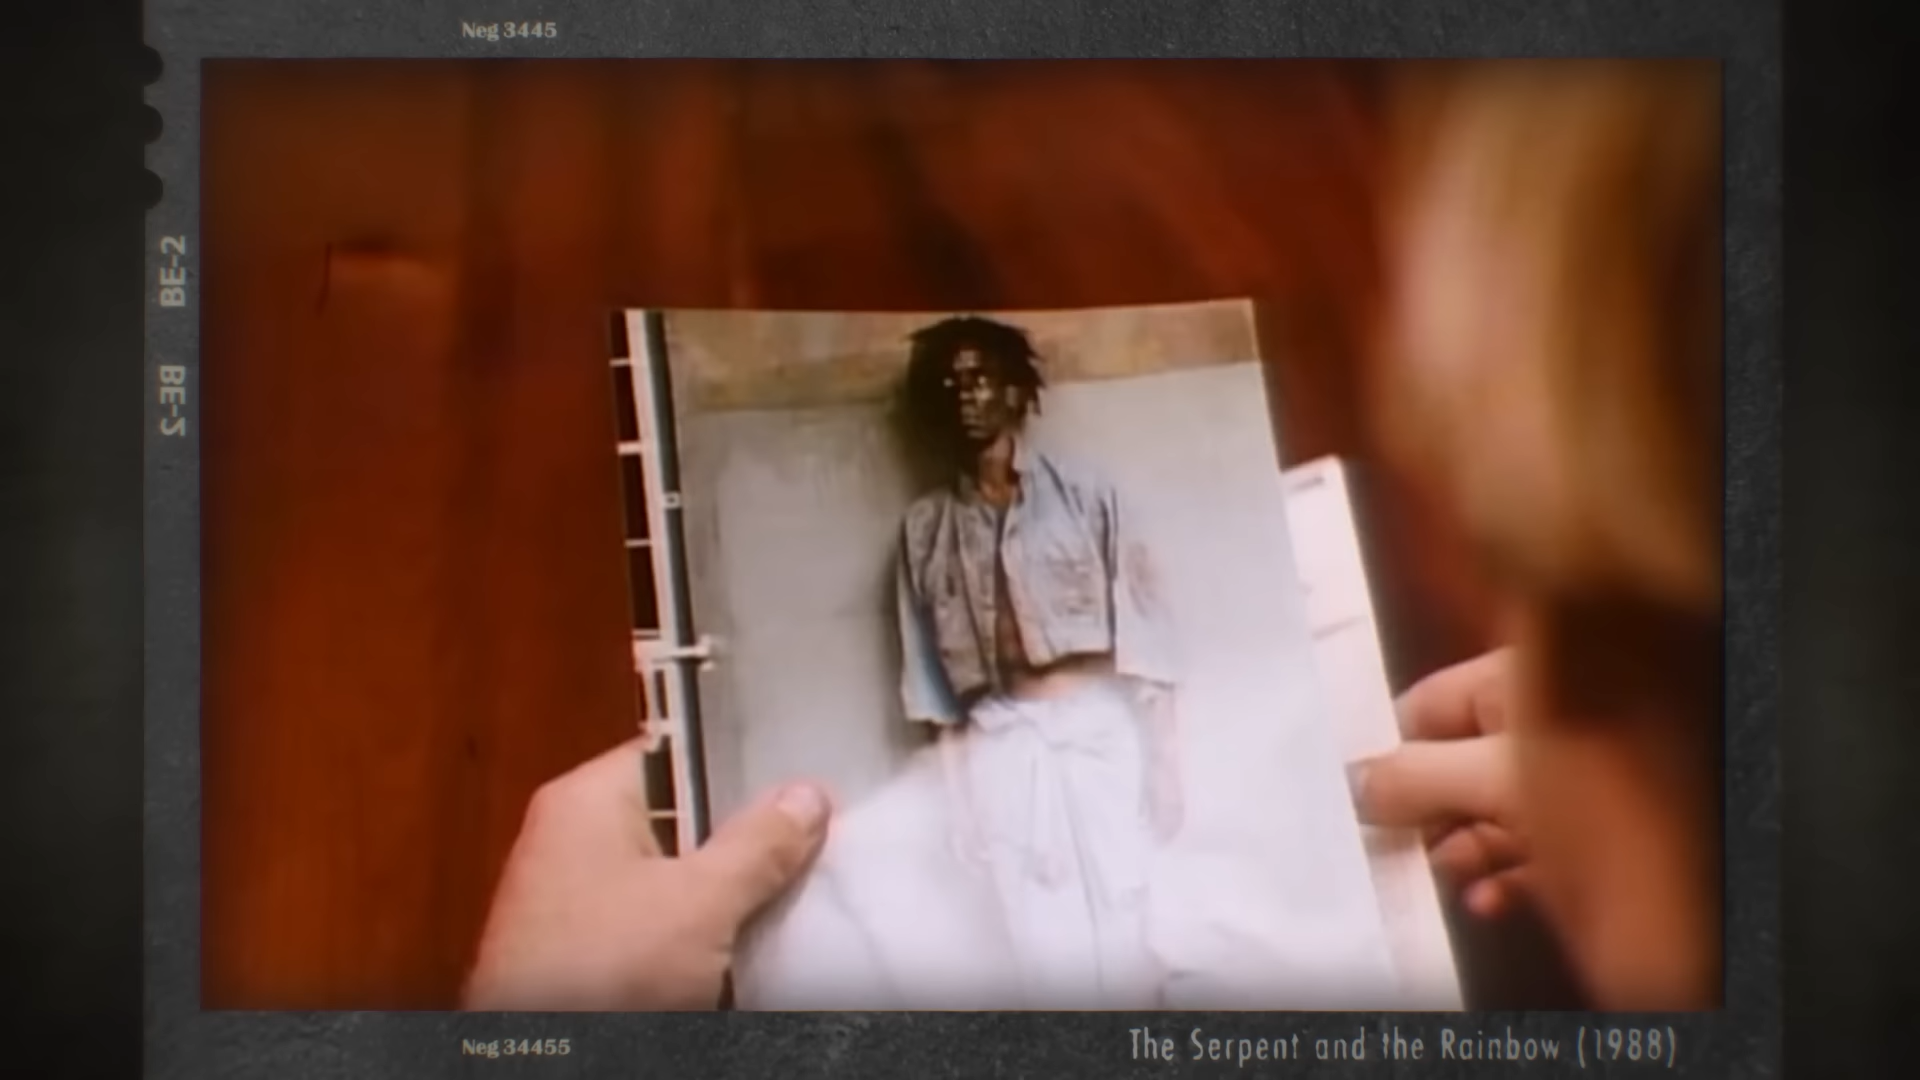 Neg 3445
BE-2
BE-2
Neg 34455
The Serpent and the Rainbow (1988)